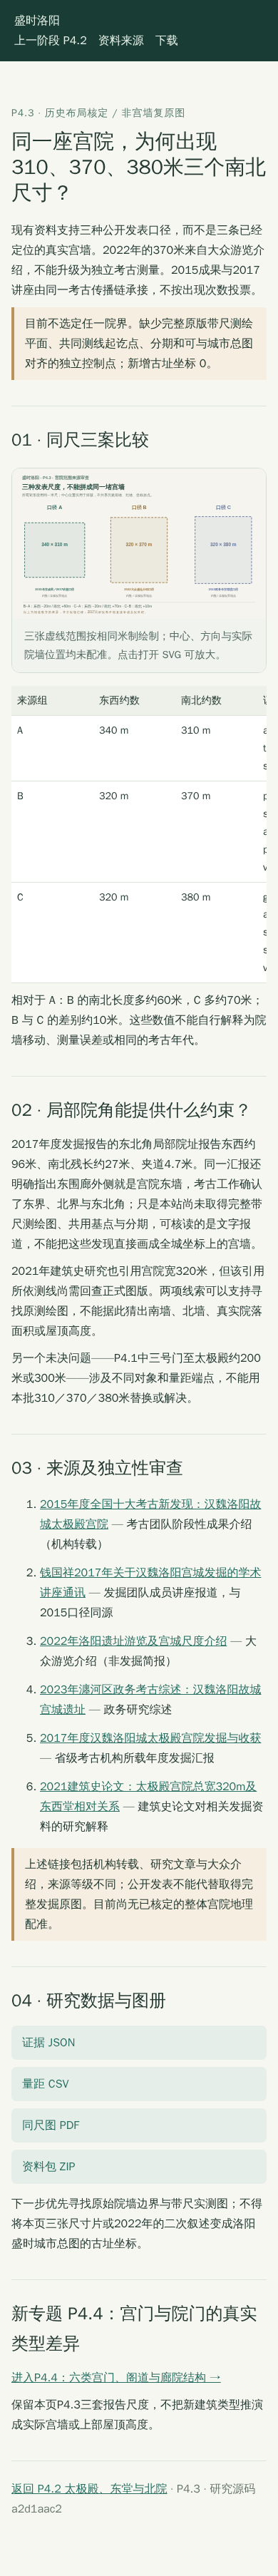 盛时洛阳
上一阶段 P4.2 资料来源 下载
P4.3 · 历史布局核定 / 非宫墙复原图
同一座宫院，为何出现
310、370、380米三个南北
尺寸？
现有资料支持三种公开发表口径，而不是三条已经
定位的真实宫墙。2022年的370米来自大众游览介
绍，不能升级为独立考古测量。2015成果与2017
讲座由同一考古传播链承接，不按出现次数投票。
目前不选定任一院界。缺少完整原版带尺测绘
平面、共同测线起讫点、分期和可与城市总图
对齐的独立控制点；新增古址坐标 0。
01 · 同尺三案比较
三种发表尺度，不能拼成同一堵宫墙
口径 A
口径 B
口径 C
340 × 310 m
320 × 370 m
320 × 380 m
三张虚线范围按相同米制绘制；中心、方向与实际
院墙位置均未配准。点击打开 SVG 可放大。
来源组 东西约数 南北约数
A 340 m 310 m
B 320 m 370 m
C 320 m 380 m
相对于 A：B 的南北长度多约60米，C 多约70米；
B 与 C 的差别约10米。这些数值不能自行解释为院
墙移动、测量误差或相同的考古年代。
02 · 局部院角能提供什么约束？
2017年度发掘报告的东北角局部院址报告东西约
96米、南北残长约27米、夹道4.7米。同一汇报还
明确指出东围廊外侧就是宫院东墙，考古工作确认
了东界、北界与东北角；只是本站尚未取得完整带
尺测绘图、共用基点与分期，可核读的是文字报
道，不能把这些发现直接画成全城坐标上的宫墙。
2021年建筑史研究也引用宫院宽320米，但该引用
所依测线尚需回查正式图版。两项线索可以支持寻
找原测绘图，不能据此猜出南墙、北墙、真实院落
面积或屋顶高度。
另一个未决问题——P4.1中三号门至太极殿约200
米或300米——涉及不同对象和量距端点，不能用
本批310／370／380米替换或解决。
03 · 来源及独立性审查
1. 2015年度全国十大考古新发现：汉魏洛阳故
城太极殿宫院 — 考古团队阶段性成果介绍
（机构转载）
2. 钱国祥2017年关于汉魏洛阳宫城发掘的学术
讲座通讯 — 发掘团队成员讲座报道，与
2015口径同源
3. 2022年洛阳遗址游览及宫城尺度介绍 — 大
众游览介绍（非发掘简报）
4. 2023年瀍河区政务考古综述：汉魏洛阳故城
宫城遗址 — 政务研究综述
5. 2017年度汉魏洛阳城太极殿宫院发掘与收获
— 省级考古机构所载年度发掘汇报
6. 2021建筑史论文：太极殿宫院总宽320m及
东西堂相对关系 — 建筑史论文对相关发掘资
料的研究解释
上述链接包括机构转载、研究文章与大众介
绍，来源等级不同；公开发表不能代替取得完
整发掘原图。目前尚无已核定的整体宫院地理
配准。
04 · 研究数据与图册
证据 JSON
量距 CSV
同尺图 PDF
资料包 ZIP
下一步优先寻找原始院墙边界与带尺实测图；不得
将本页三张尺寸片或2022年的二次叙述变成洛阳
盛时城市总图的古址坐标。
新专题 P4.4：宫门与院门的真实
类型差异
进入P4.4：六类宫门、阁道与廊院结构 →
保留本页P4.3三套报告尺度，不把新建筑类型推演
成实际宫墙或上部屋顶高度。
返回 P4.2 太极殿、东堂与北院 · P4.3 · 研究源码
a2d1aac2